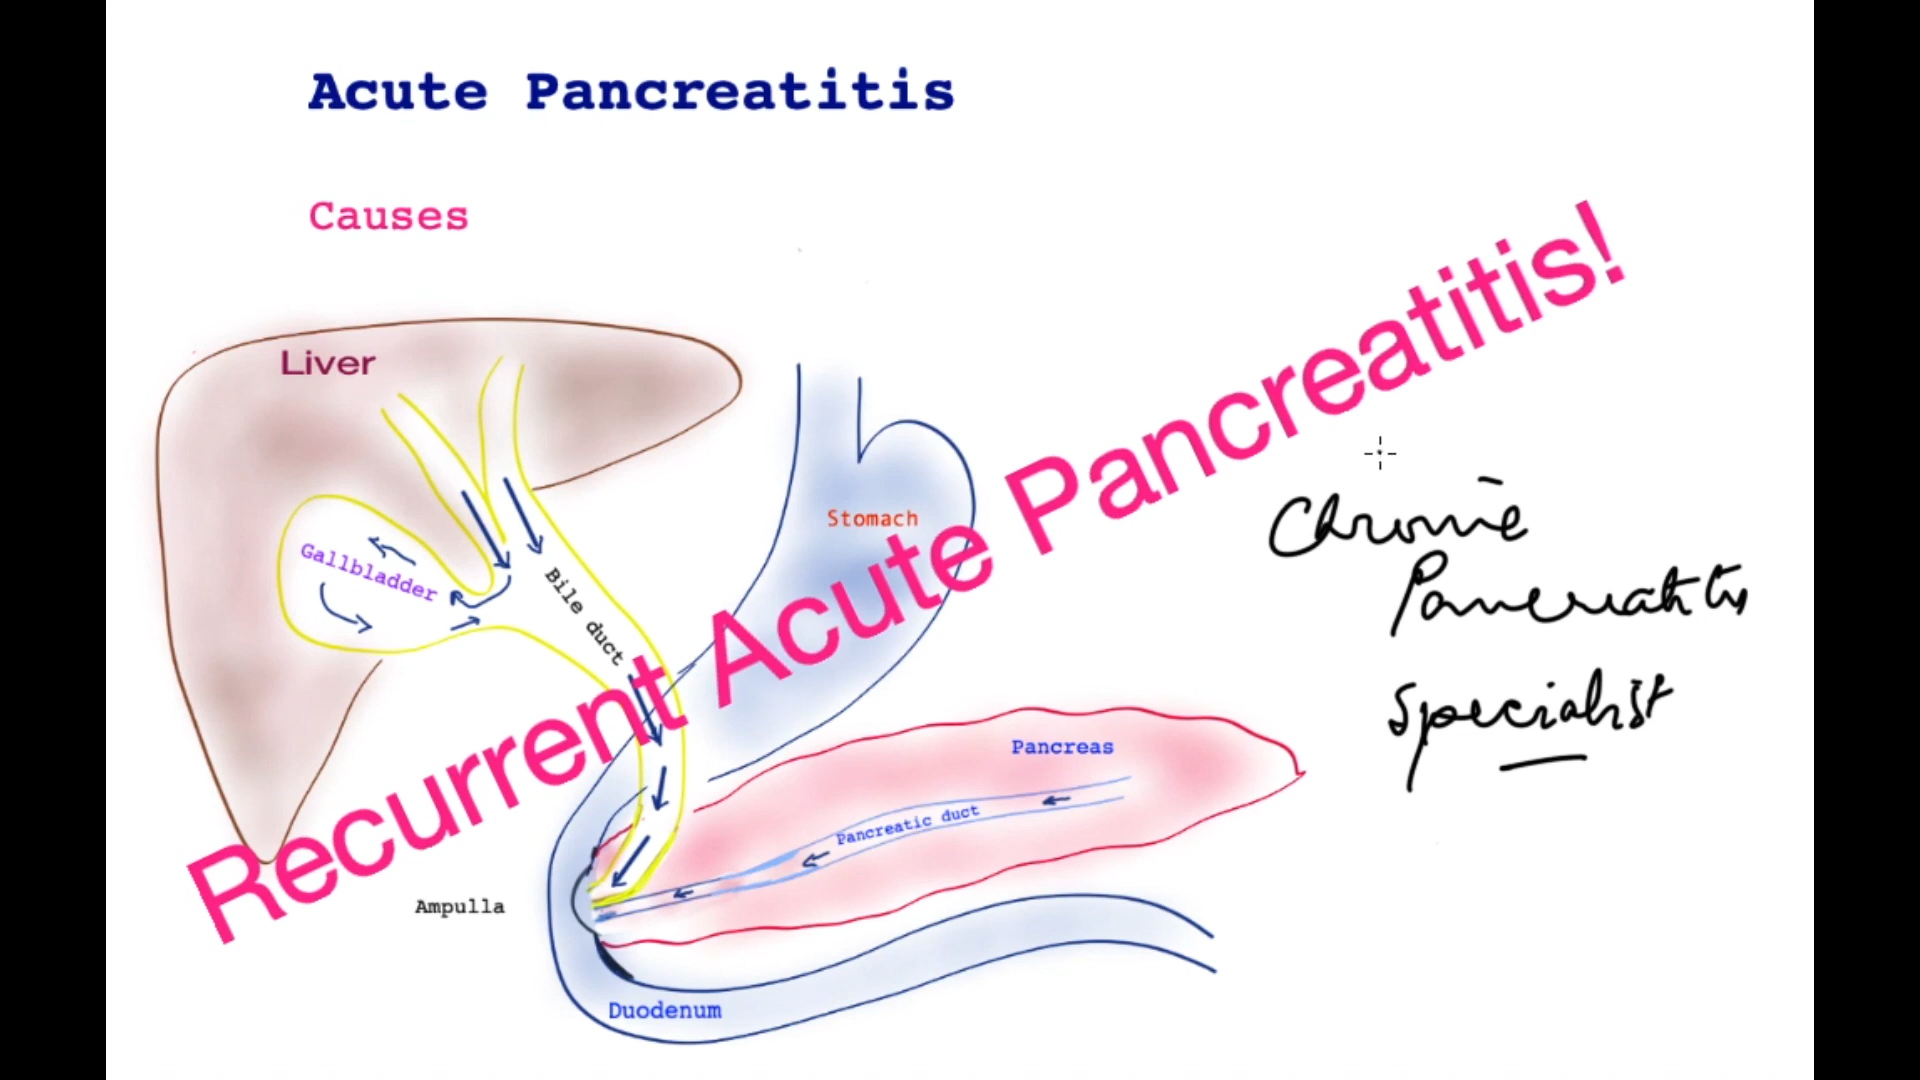 Acute Pancreatitis
Causes
Recurrent Acute Pancreatitis!
Liver
Gallbladder
Bile duct
Stomach
Chronic
Pancreatitis
Specialist
Pancreas
Pancreatic duct
Ampulla
Duodenum